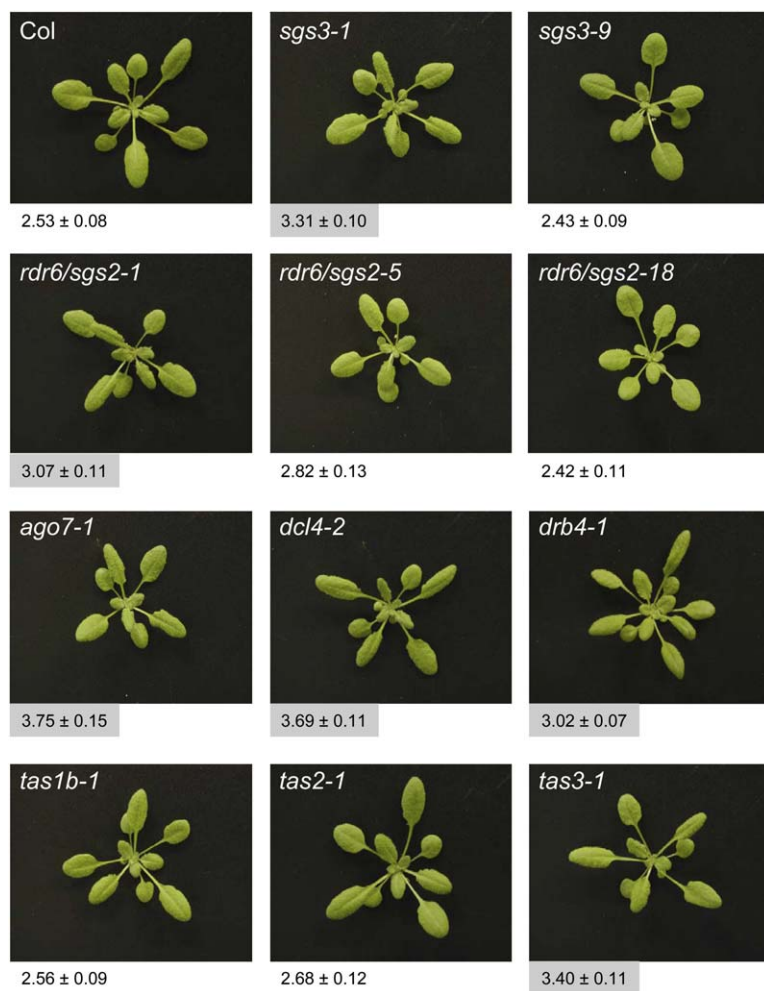 Col
sgs3-1
sgs3-9
2.53 ± 0.08
3.31 ± 0.10
2.43 ± 0.09
rdr6/sgs2-1
rdr6/sgs2-5
rdr6/sgs2-18
3.07 ± 0.11
2.82 ± 0.13
2.42 ± 0.11
ago7-1
dcl4-2
drb4-1
3.75 ± 0.15
3.69 ± 0.11
3.02 ± 0.07
tas1b-1
tas2-1
tas3-1
2.56 ± 0.09
2.68 ± 0.12
3.40 ± 0.11